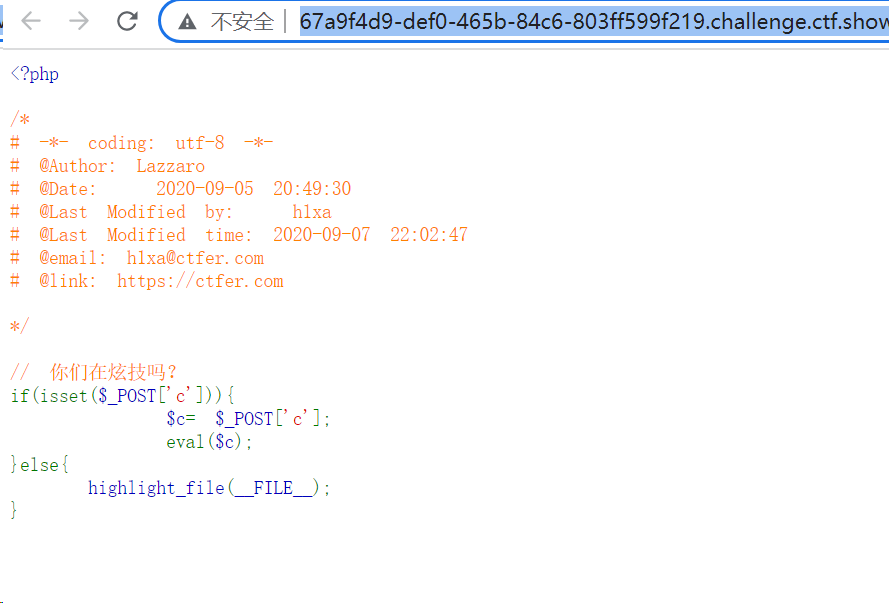 不安全 67a9f4d9-def0-465b-84c6-803ff599f219.challenge.ctf.show
<?php
/*
# -*- coding: utf-8 -*-
# @Author: Lazzaro
# @Date:   2020-09-05 20:49:30
# @Last Modified by:   hlxa
# @Last Modified time: 2020-09-07 22:02:47
# @email: hlxa@ctfer.com
# @link: https://ctfer.com
*/
// 你们在炫技吗?
if(isset($_POST['c'])){
        $c= $_POST['c'];
        eval($c);
}else{
    highlight_file(__FILE__);
}